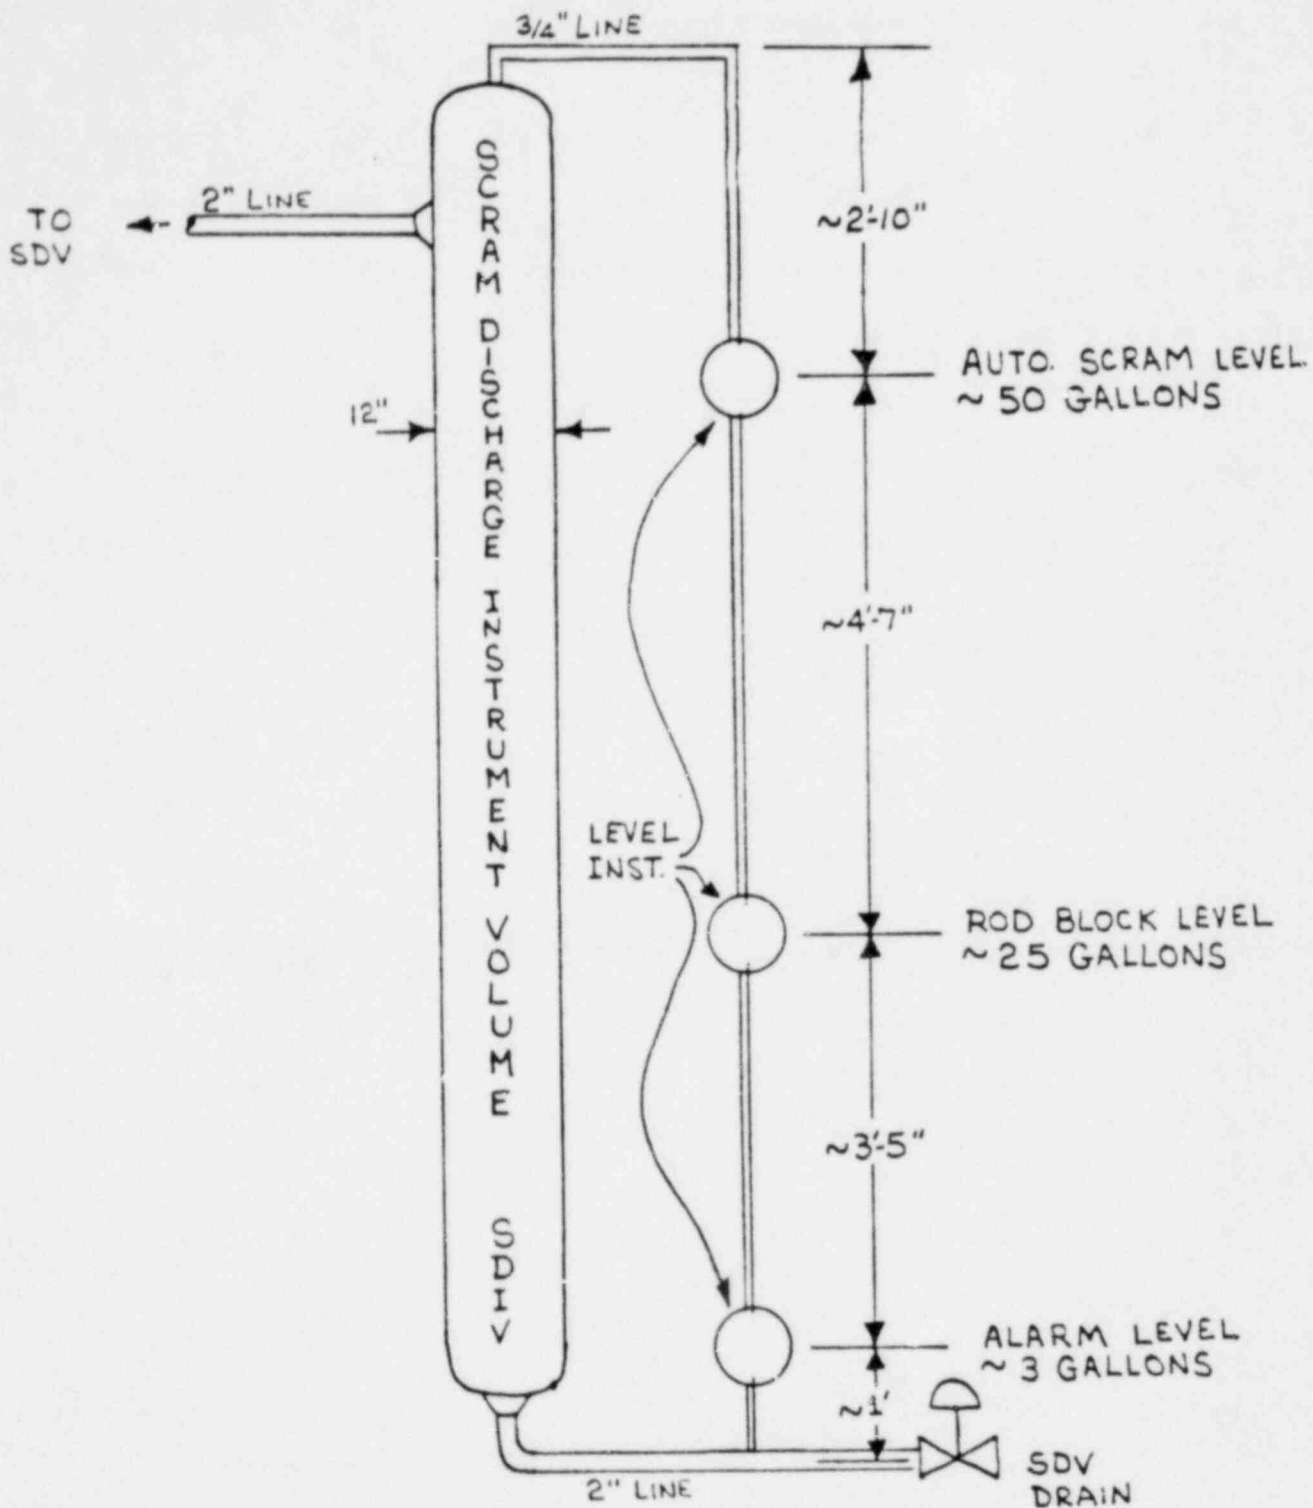 3/4" LINE
2" LINE
TO
SDV
SCRAM DISCHARGE INSTRUMENT VOLUME SDIV
~2'-10"
AUTO. SCRAM LEVEL.
~ 50 GALLONS
12"
~4'-7"
LEVEL
INST.
ROD BLOCK LEVEL
~25 GALLONS
~3'-5"
ALARM LEVEL
~ 3 GALLONS
~1'
2" LINE
SDV
DRAIN